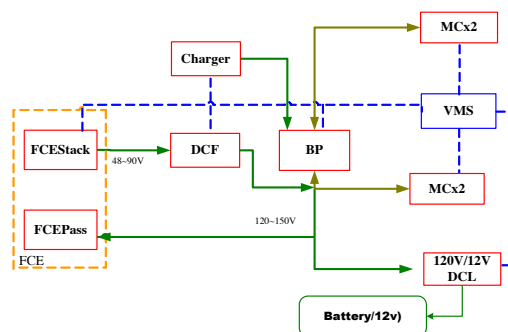 MCx2
Charger
VMS
FCEStack
DCF
BP
48~90V
MCx2
120~150V
FCEPass
FCE
120V/12V
DCL
Battery/12v)